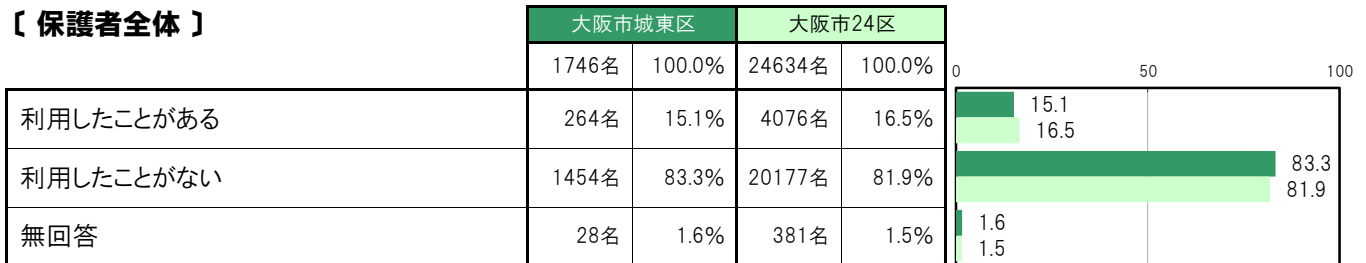 〔 保護者全体 〕
大阪市城東区 大阪市24区
1746名 100.0% 24634名 100.0%
0 50 100
利用したことがある 264名 15.1% 4076名 16.5%
15.1
16.5
利用したことがない 1454名 83.3% 20177名 81.9%
83.3
81.9
無回答 28名 1.6% 381名 1.5%
1.6
1.5